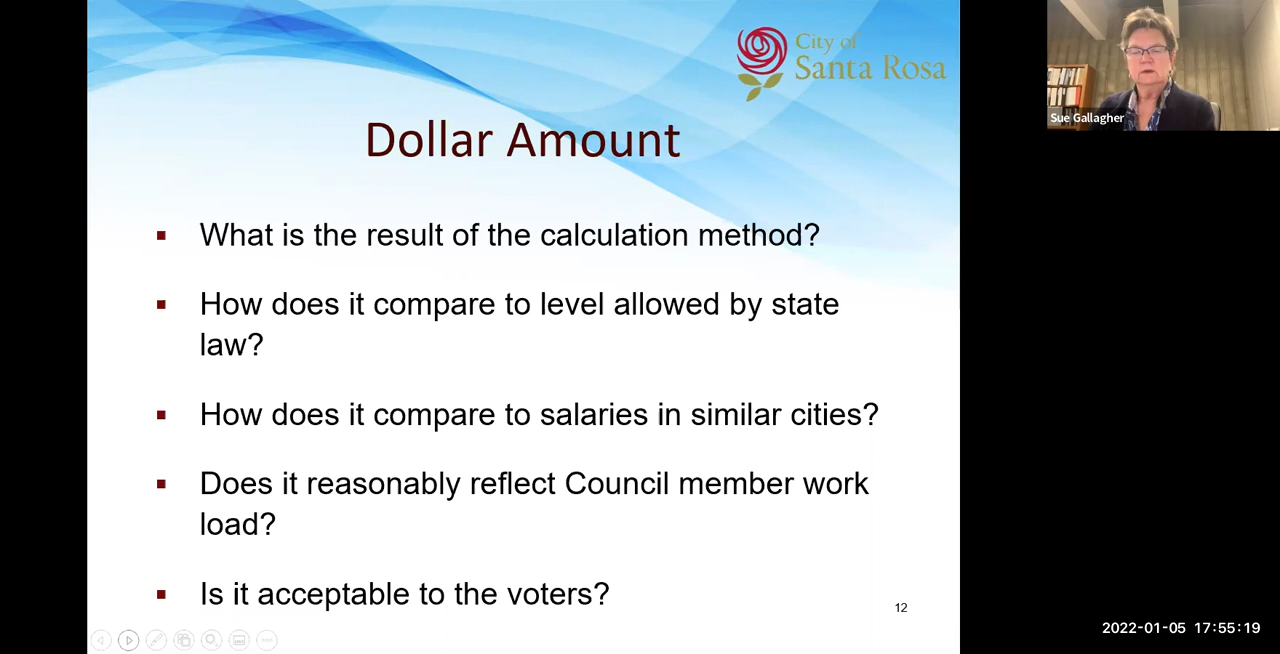 City of
Santa Rosa
Sue Gallagher
Dollar Amount
▪ What is the result of the calculation method?
▪ How does it compare to level allowed by state
law?
▪ How does it compare to salaries in similar cities?
▪ Does it reasonably reflect Council member work
load?
▪ Is it acceptable to the voters?
12
2022-01-05 17:55:19